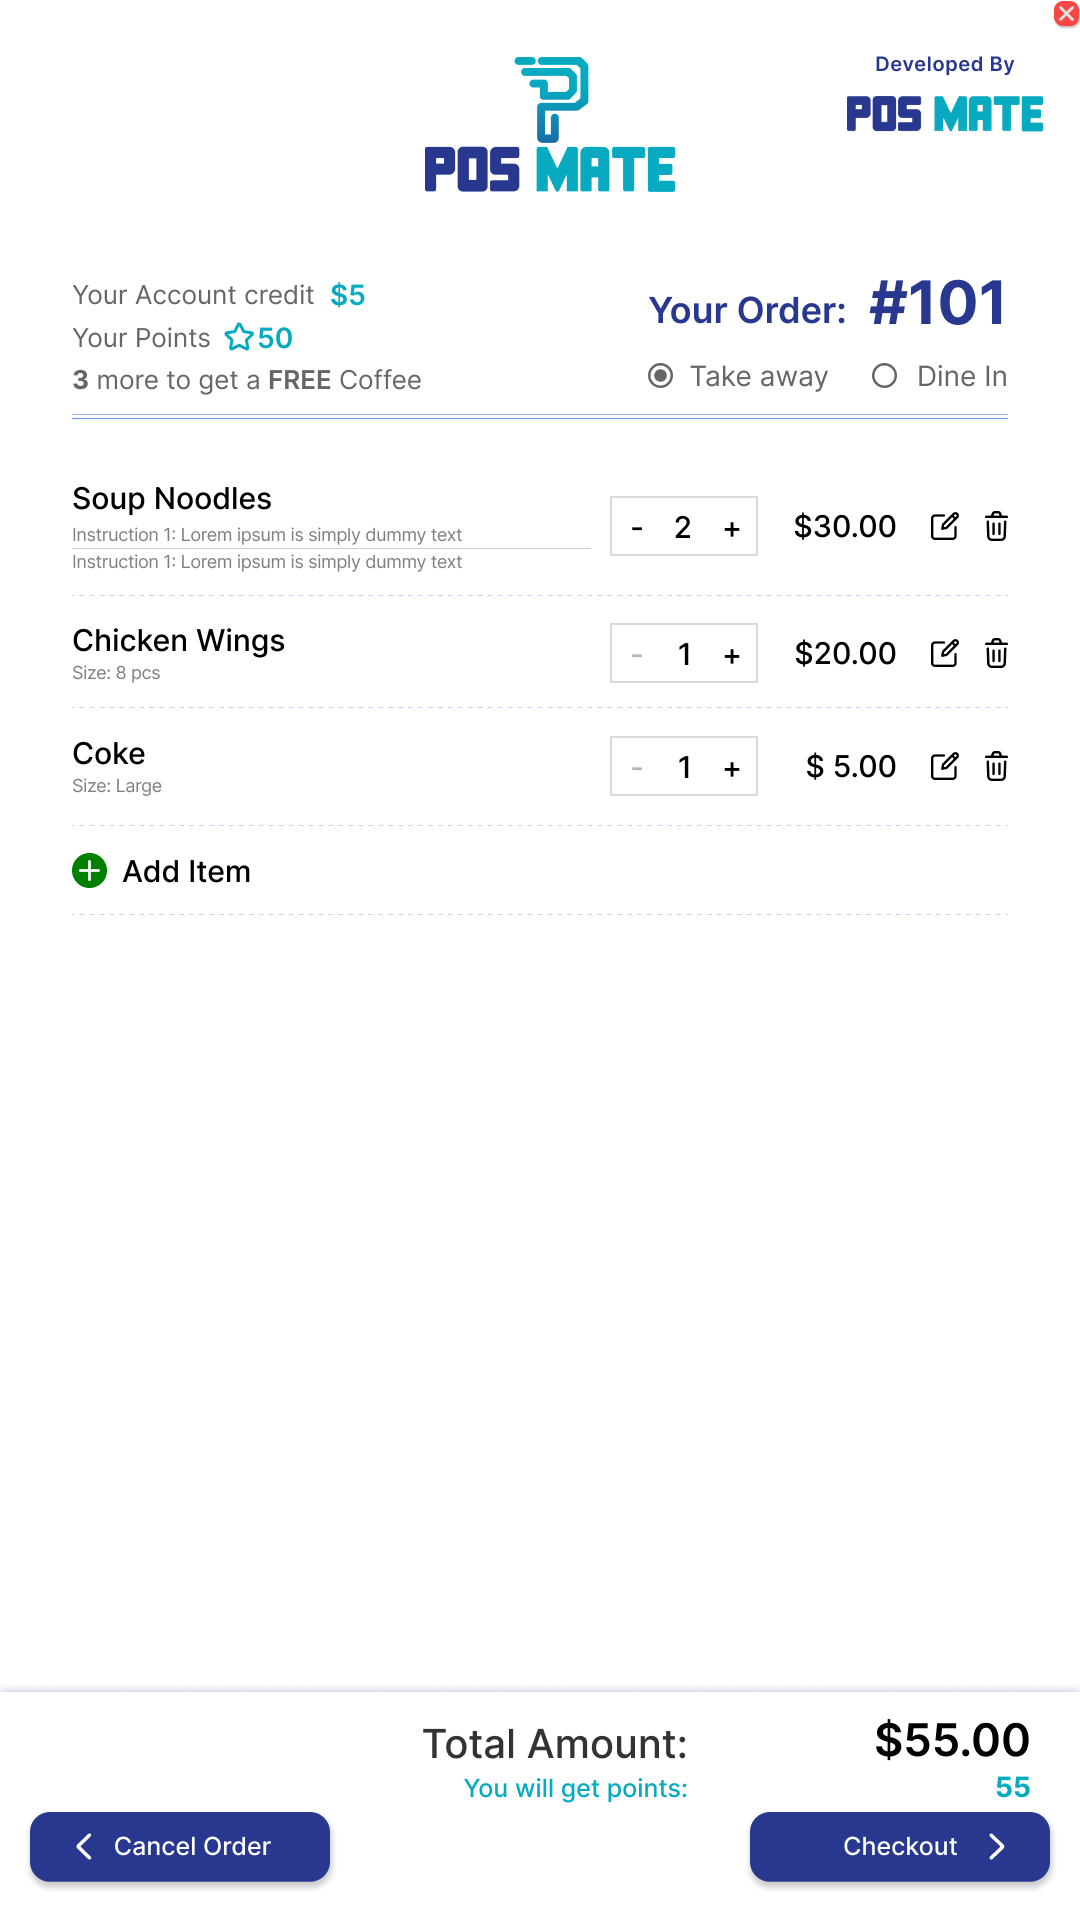 Developed By
POS MATE
POS MATE
Your Account credit $5
Your Points 50
3 more to get a FREE Coffee
Your Order: #101
Take away Dine In
Soup Noodles
Instruction 1: Lorem ipsum is simply dummy text
Instruction 1: Lorem ipsum is simply dummy text
- 2 + $30.00
Chicken Wings
Size: 8 pcs
- 1 + $20.00
Coke
Size: Large
- 1 + $ 5.00
Add Item
Total Amount: $55.00
You will get points: 55
Cancel Order
Checkout